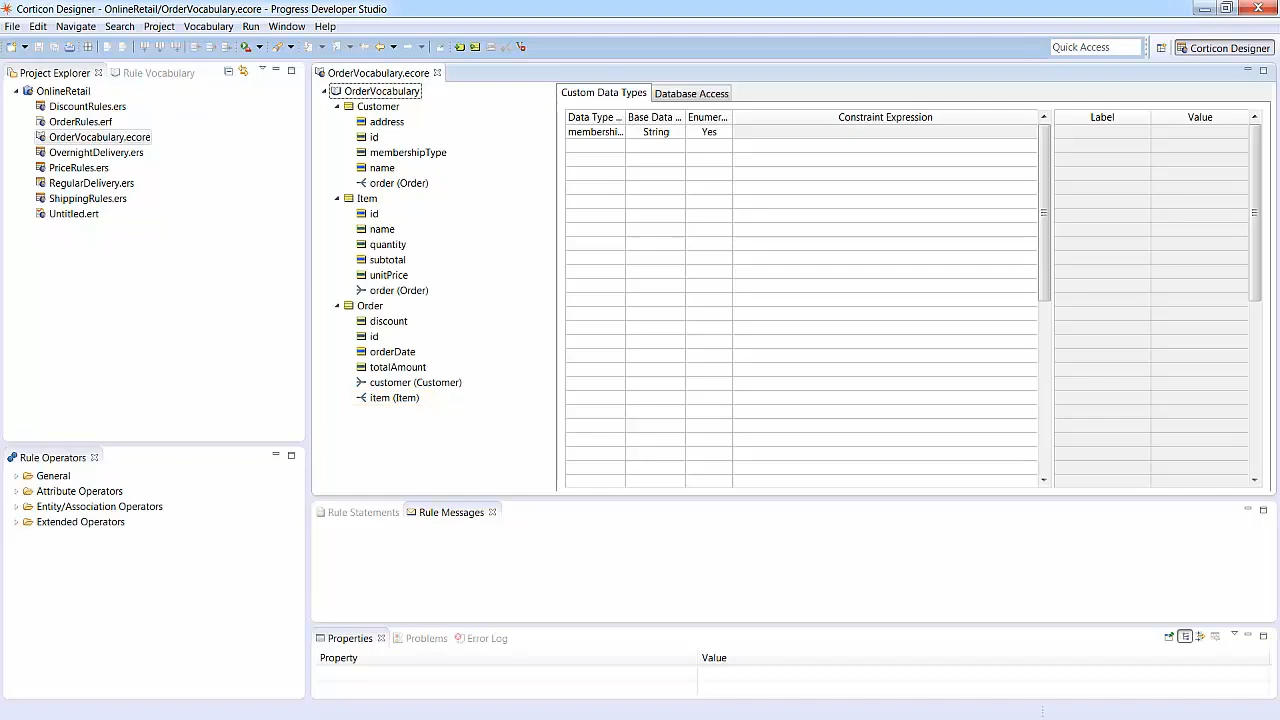 Corticon Designer - OnlineRetail/OrderVocabulary.ecore - Progress Developer Studio
File Edit Navigate Search Project Vocabulary Run Window Help
Quick Access
Corticon Designer
Project Explorer
Rule Vocabulary
OnlineRetail
DiscountRules.ers
OrderRules.erf
OrderVocabulary.ecore
OvernightDelivery.ers
PriceRules.ers
RegularDelivery.ers
ShippingRules.ers
Untitled.ert
Rule Operators
General
Attribute Operators
Entity/Association Operators
Extended Operators
OrderVocabulary.ecore
OrderVocabulary
Customer
address
id
membershipType
name
order (Order)
Item
id
name
quantity
subtotal
unitPrice
order (Order)
Order
discount
id
orderDate
totalAmount
customer (Customer)
item (Item)
Custom Data Types Database Access
Data Type ... Base Data ... Enumer... Constraint Expression Label Value
membershi... String Yes
Rule Statements Rule Messages
Properties Problems Error Log
Property Value